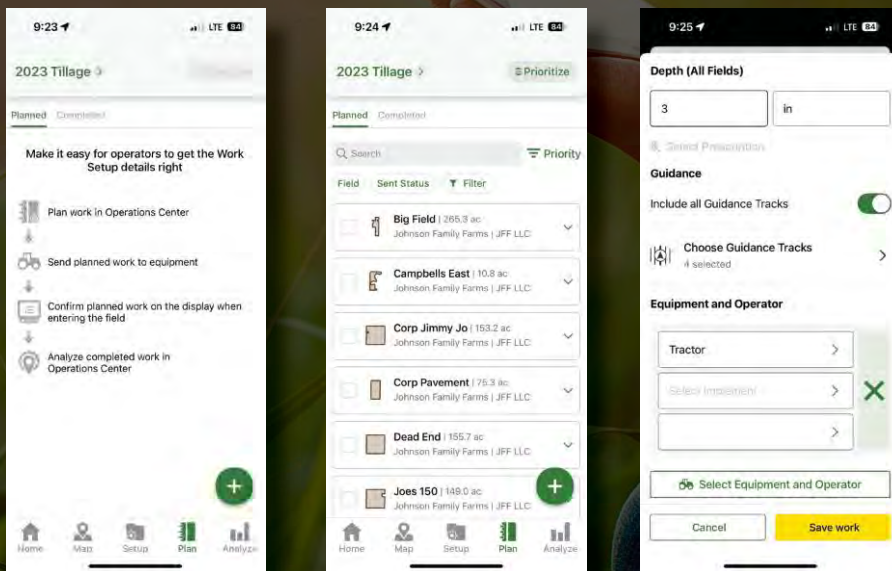 9:23
LTE 84
2023 Tillage >
Planned Completed
Make it easy for operators to get the Work
Setup details right
Plan work in Operations Center
Send planned work to equipment
Confirm planned work on the display when
entering the field
Analyze completed work in
Operations Center
+
Home Map Setup Plan Analyze
9:24
LTE 84
2023 Tillage >
Prioritize
Planned Completed
Search
Priority
Field Sent Status Filter
Big Field | 265.3 ac
Johnson Family Farms | JFF LLC
Campbells East | 10.8 ac
Johnson Family Farms | JFF LLC
Corp Jimmy Jo | 153.2 ac
Johnson Family Farms | JFF LLC
Corp Pavement | 75.3 ac
Johnson Family Farms | JFF LLC
Dead End | 155.7 ac
Johnson Family Farms | JFF LLC
Joes 150 | 149.0 ac
Johnson Family Farms | JFF LLC
+
Home Map Setup Plan Analyze
9:25
LTE 84
Depth (All Fields)
3 in
Select Prescription
Guidance
Include all Guidance Tracks
Choose Guidance Tracks
4 selected
Equipment and Operator
Tractor
Select Implement
Select Equipment and Operator
Cancel Save work